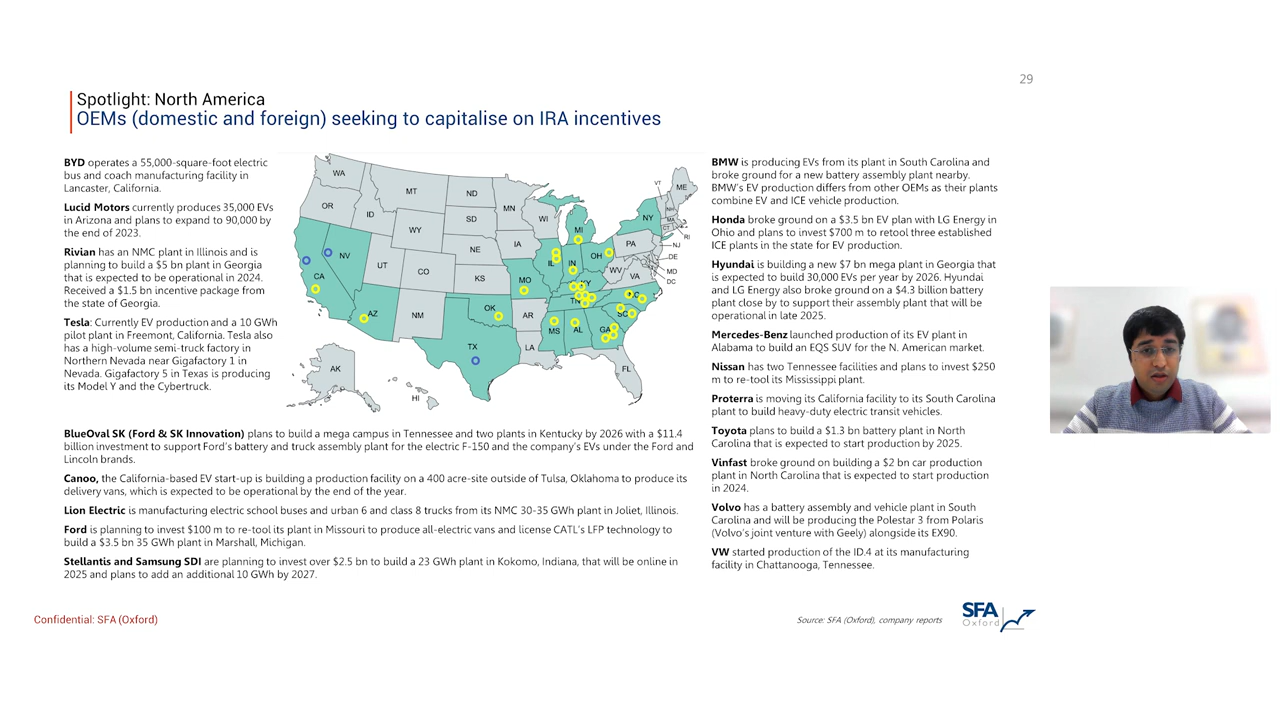 29
Spotlight: North America
OEMs (domestic and foreign) seeking to capitalise on IRA incentives
BYD operates a 55,000-square-foot electric
bus and coach manufacturing facility in
Lancaster, California.
Lucid Motors currently produces 35,000 EVs
in Arizona and plans to expand to 90,000 by
the end of 2023.
Rivian has an NMC plant in Illinois and is
planning to build a $5 bn plant in Georgia
that is expected to be operational in 2024.
Received a $1.5 bn incentive package from
the state of Georgia.
Tesla: Currently EV production and a 10 GWh
pilot plant in Freemont, California. Tesla also
has a high-volume semi-truck factory in
Northern Nevada near Gigafactory 1 in
Nevada. Gigafactory 5 in Texas is producing
its Model Y and the Cybertruck.
WA
MT
ND
MN
VT
ME
OR
ID
SD
WI
NH
WY
MI
NY
MA
CT
RI
NV
NE
IA
PA
NJ
UT
IL
IN
OH
DE
CA
CO
KS
MO
WV
VA
MD
DC
KY
AZ
NM
OK
AR
TN
NC
SC
MS
AL
GA
TX
LA
AK
FL
HI
BlueOval SK (Ford & SK Innovation) plans to build a mega campus in Tennessee and two plants in Kentucky by 2026 with a $11.4
billion investment to support Ford's battery and truck assembly plant for the electric F-150 and the company's EVs under the Ford and
Lincoln brands.
Canoo, the California-based EV start-up is building a production facility on a 400 acre-site outside of Tulsa, Oklahoma to produce its
delivery vans, which is expected to be operational by the end of the year.
Lion Electric is manufacturing electric school buses and urban 6 and class 8 trucks from its NMC 30-35 GWh plant in Joliet, Illinois.
Ford is planning to invest $100 m to re-tool its plant in Missouri to produce all-electric vans and license CATL's LFP technology to
build a $3.5 bn 35 GWh plant in Marshall, Michigan.
Stellantis and Samsung SDI are planning to invest over $2.5 bn to build a 23 GWh plant in Kokomo, Indiana, that will be online in
2025 and plans to add an additional 10 GWh by 2027.
BMW is producing EVs from its plant in South Carolina and
broke ground for a new battery assembly plant nearby.
BMW's EV production differs from other OEMs as their plants
combine EV and ICE vehicle production.
Honda broke ground on a $3.5 bn EV plan with LG Energy in
Ohio and plans to invest $700 m to retool three established
ICE plants in the state for EV production.
Hyundai is building a new $7 bn mega plant in Georgia that
is expected to build 30,000 EVs per year by 2026. Hyundai
and LG Energy also broke ground on a $4.3 billion battery
plant close by to support their assembly plant that will be
operational in late 2025.
Mercedes-Benz launched production of its EV plant in
Alabama to build an EQS SUV for the N. American market.
Nissan has two Tennessee facilities and plans to invest $250
m to re-tool its Mississippi plant.
Proterra is moving its California facility to its South Carolina
plant to build heavy-duty electric transit vehicles.
Toyota plans to build a $1.3 bn battery plant in North
Carolina that is expected to start production by 2025.
Vinfast broke ground on building a $2 bn car production
plant in North Carolina that is expected to start production
in 2024.
Volvo has a battery assembly and vehicle plant in South
Carolina and will be producing the Polestar 3 from Polaris
(Volvo's joint venture with Geely) alongside its EX90.
VW started production of the ID.4 at its manufacturing
facility in Chattanooga, Tennessee.
Confidential: SFA (Oxford)
Source: SFA (Oxford), company reports
SFA
Oxford